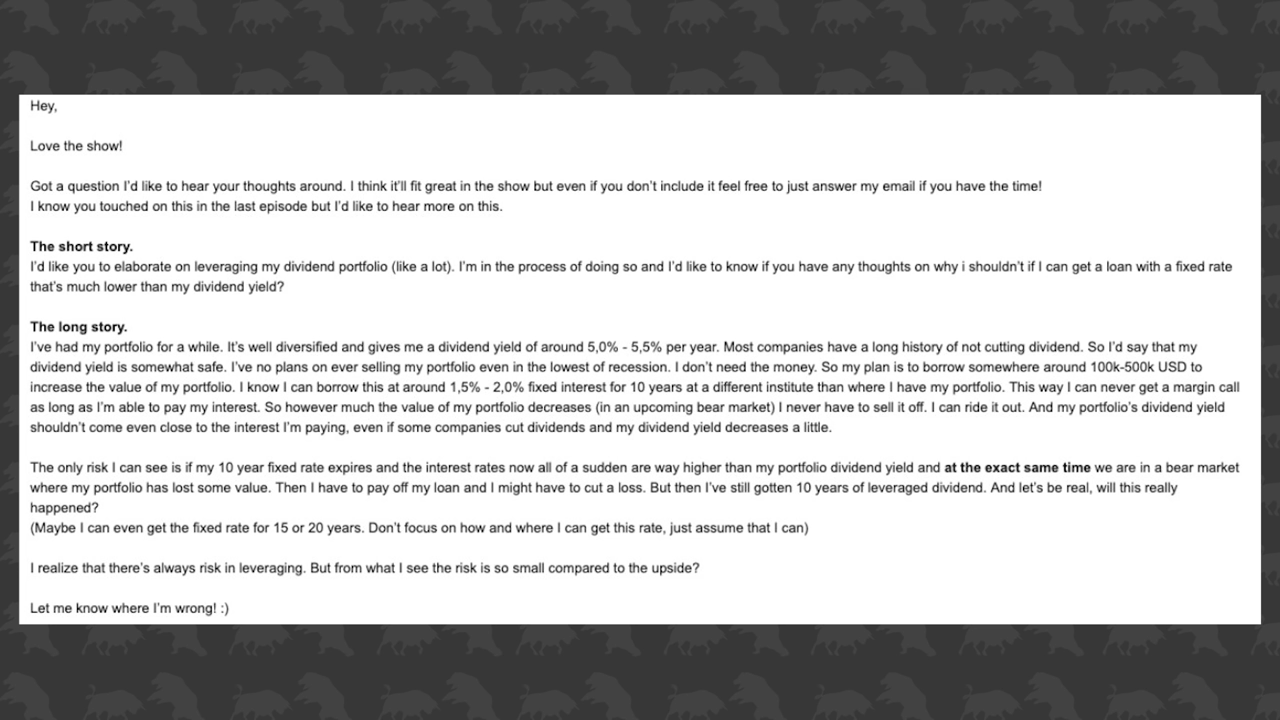 Hey,
Love the show!
Got a question I'd like to hear your thoughts around. I think it'll fit great in the show but even if you don't include it feel free to just answer my email if you have the time!
I know you touched on this in the last episode but I'd like to hear more on this.
The short story.
I'd like you to elaborate on leveraging my dividend portfolio (like a lot). I'm in the process of doing so and I'd like to know if you have any thoughts on why i shouldn't if I can get a loan with a fixed rate
that's much lower than my dividend yield?
The long story.
I've had my portfolio for a while. It's well diversified and gives me a dividend yield of around 5,0% - 5,5% per year. Most companies have a long history of not cutting dividend. So I'd say that my
dividend yield is somewhat safe. I've no plans on ever selling my portfolio even in the lowest of recession. I don't need the money. So my plan is to borrow somewhere around 100k-500k USD to
increase the value of my portfolio. I know I can borrow this at around 1,5% - 2,0% fixed interest for 10 years at a different institute than where I have my portfolio. This way I can never get a margin call
as long as I'm able to pay my interest. So however much the value of my portfolio decreases (in an upcoming bear market) I never have to sell it off. I can ride it out. And my portfolio's dividend yield
shouldn't come even close to the interest I'm paying, even if some companies cut dividends and my dividend yield decreases a little.
The only risk I can see is if my 10 year fixed rate expires and the interest rates now all of a sudden are way higher than my portfolio dividend yield and at the exact same time we are in a bear market
where my portfolio has lost some value. Then I have to pay off my loan and I might have to cut a loss. But then I've still gotten 10 years of leveraged dividend. And let's be real, will this really
happened?
(Maybe I can even get the fixed rate for 15 or 20 years. Don't focus on how and where I can get this rate, just assume that I can)
I realize that there's always risk in leveraging. But from what I see the risk is so small compared to the upside?
Let me know where I'm wrong! :)